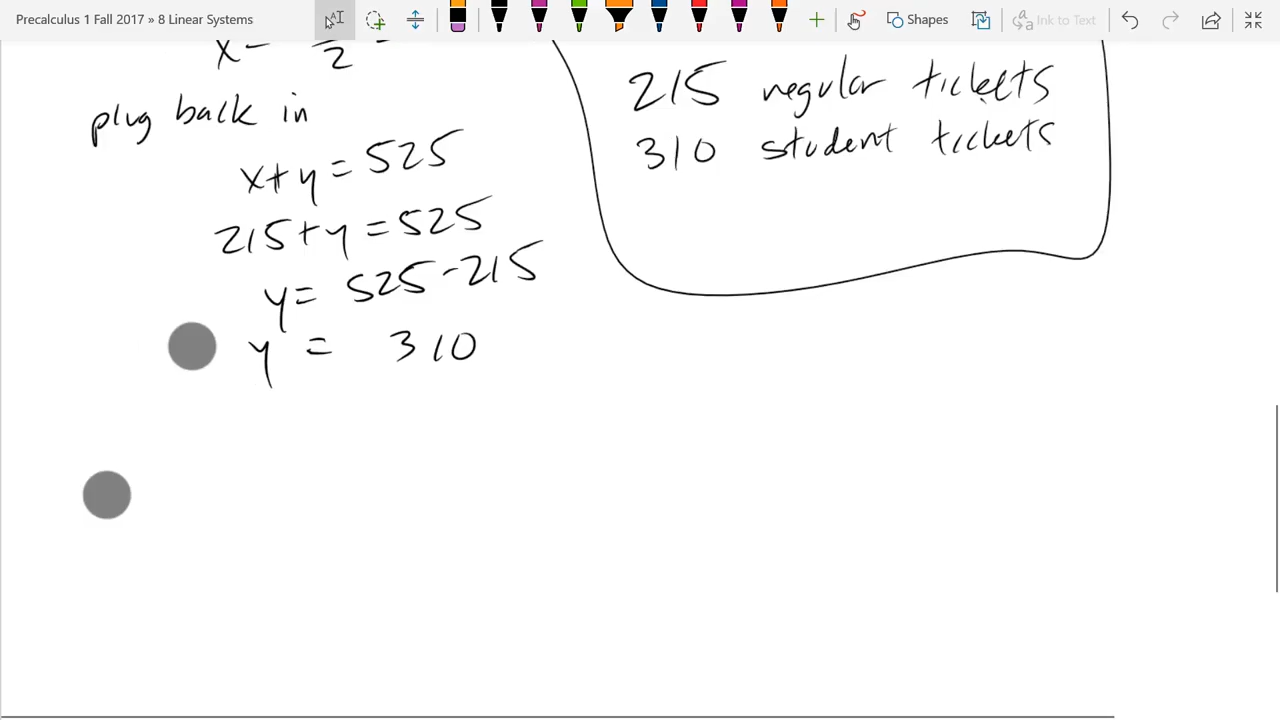 Precalculus 1 Fall 2017 » 8 Linear Systems
Shapes
Ink to Text
2
plug back in
x+y=525
215+y=525
y=525-215
y = 310
215 regular tickets
310 student tickets